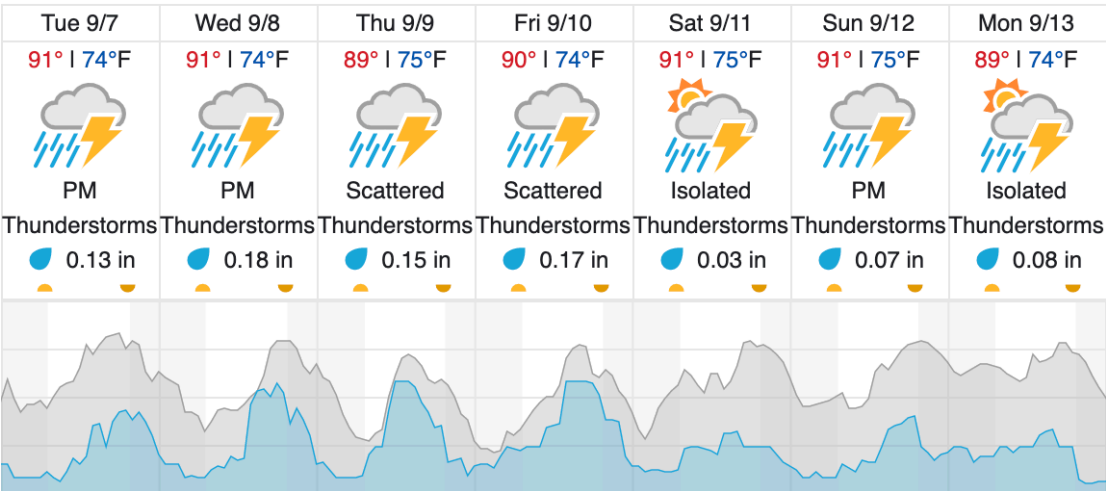 Tue 9/7
91° | 74°F
PM
Thunderstorms
0.13 in
Wed 9/8
91° | 74°F
PM
Thunderstorms
0.18 in
Thu 9/9
89° | 75°F
Scattered
Thunderstorms
0.15 in
Fri 9/10
90° | 74°F
Scattered
Thunderstorms
0.17 in
Sat 9/11
91° | 75°F
Isolated
Thunderstorms
0.03 in
Sun 9/12
91° | 75°F
PM
Thunderstorms
0.07 in
Mon 9/13
89° | 74°F
Isolated
Thunderstorms
0.08 in